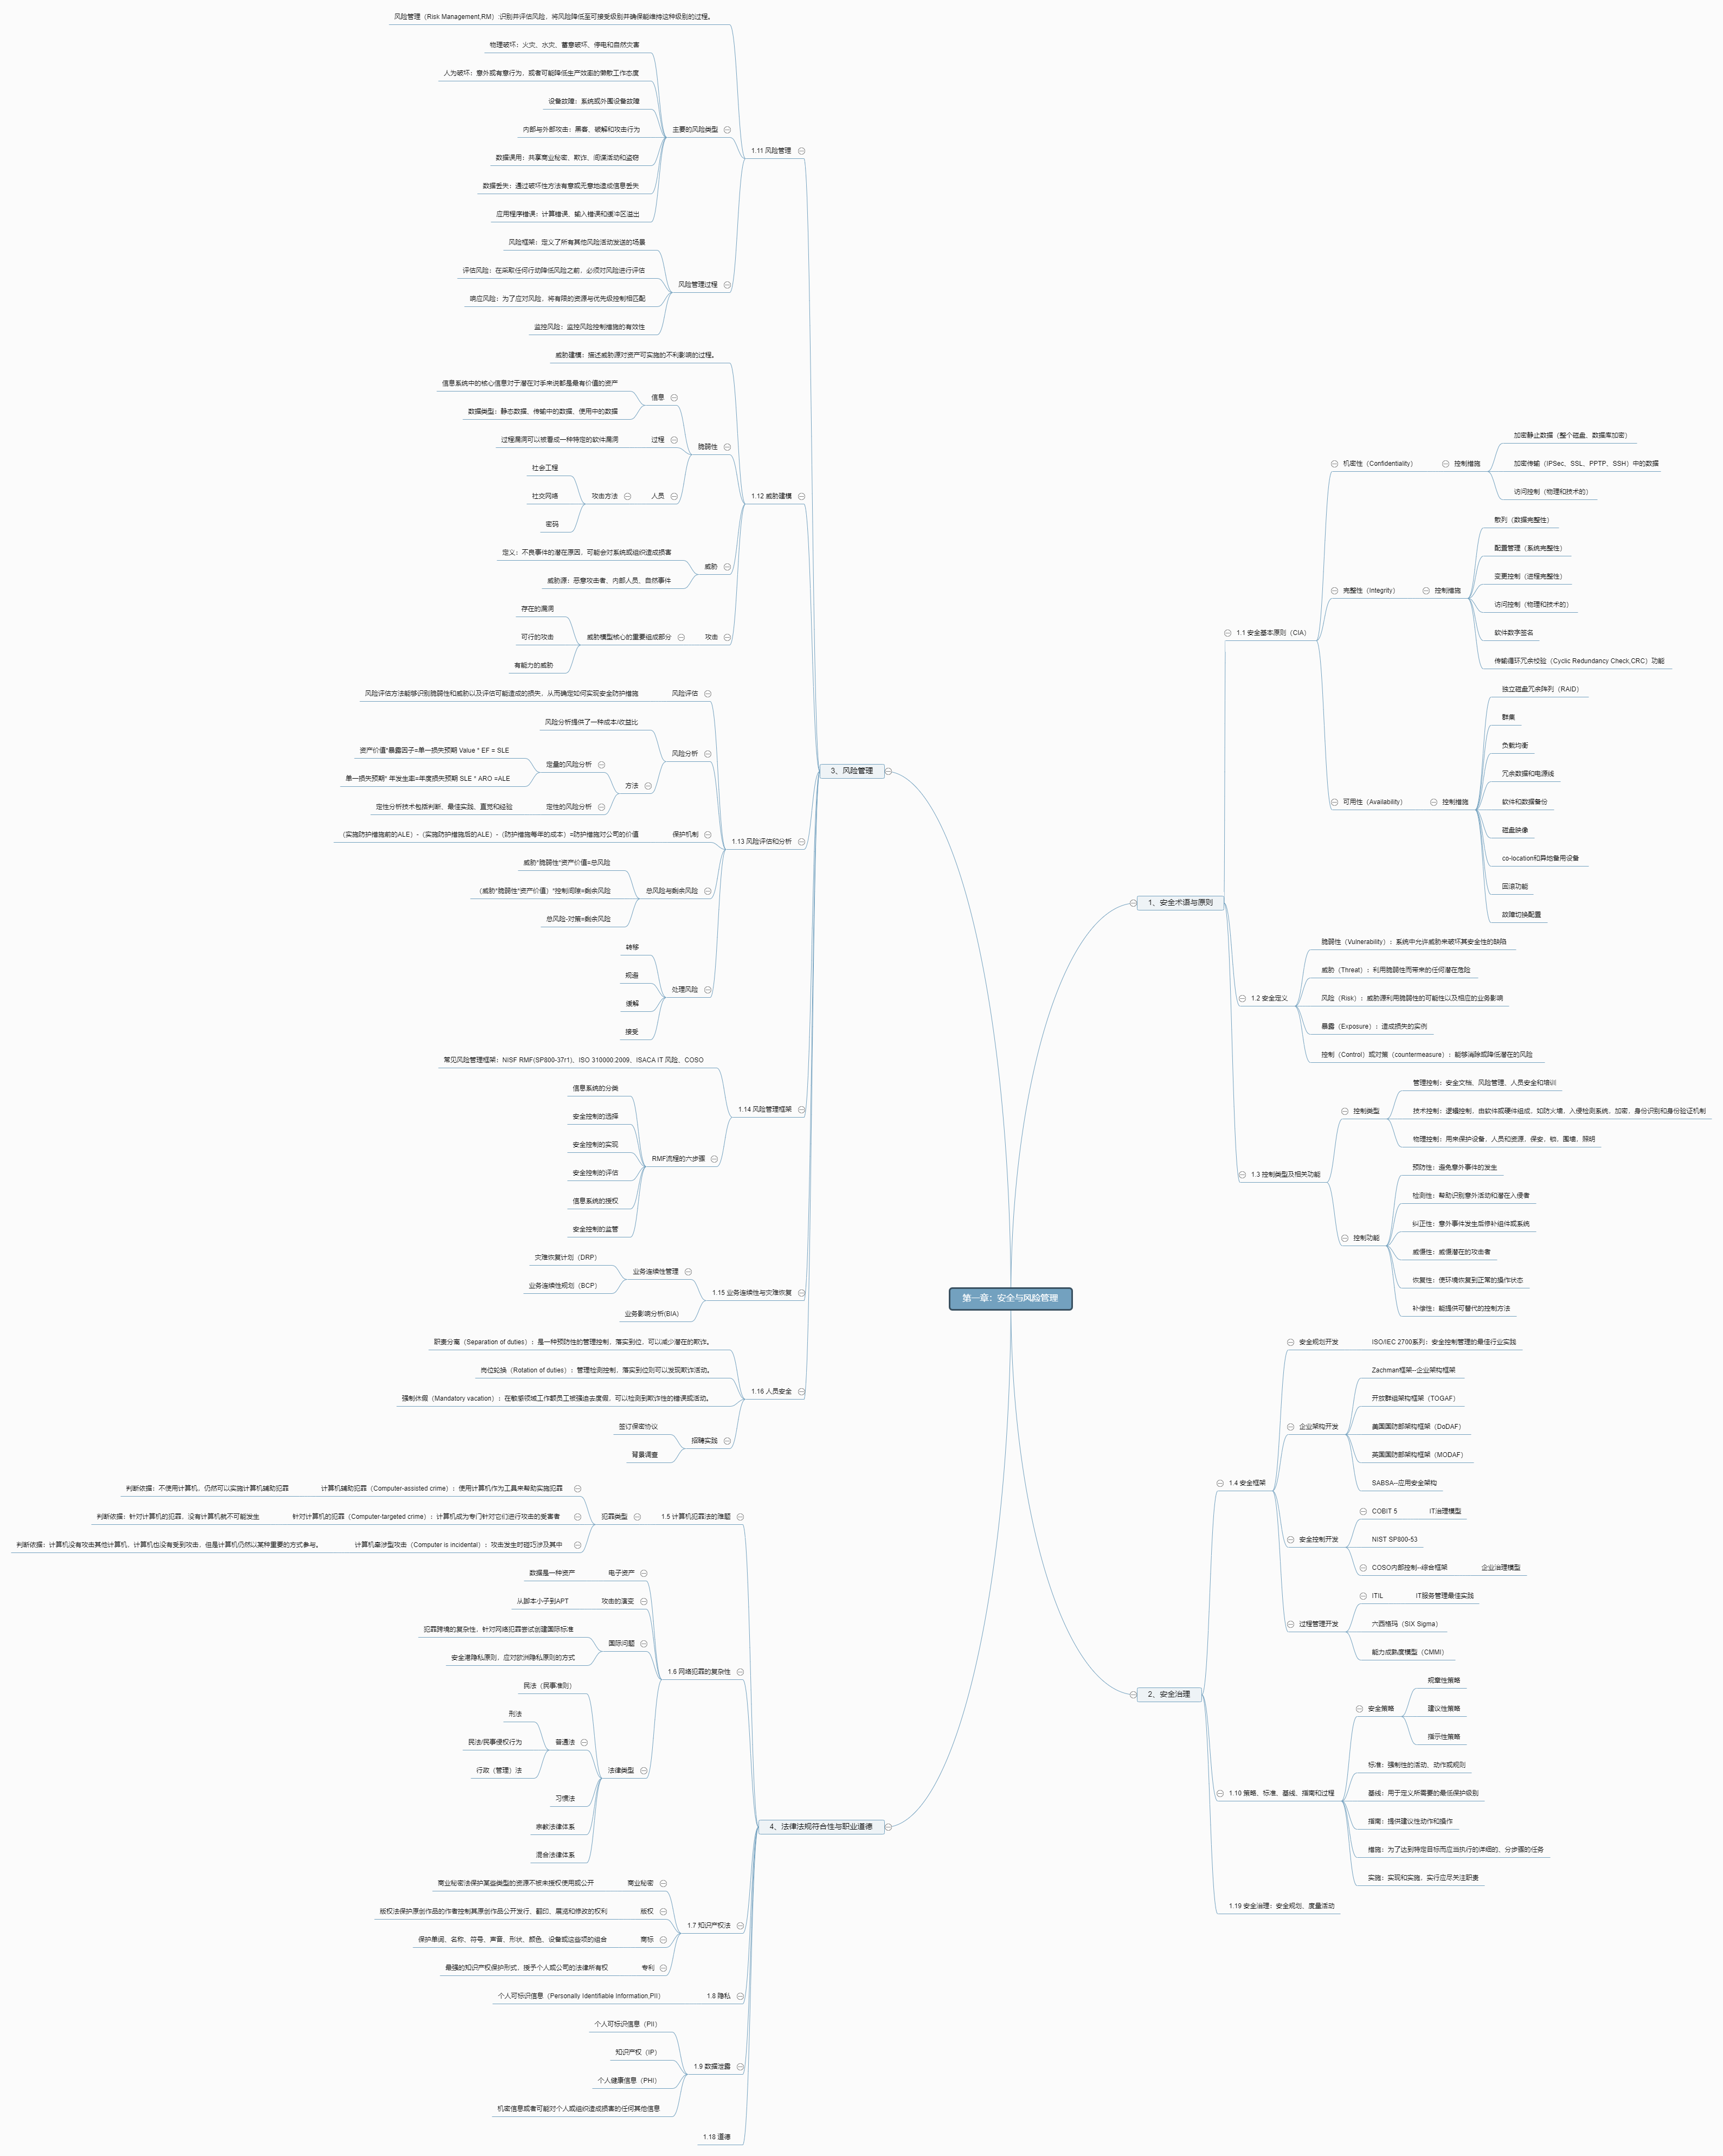 第一章：安全与风险管理
1、安全术语与原则
1.1 安全基本原则（CIA）
机密性（Confidentiality）
控制措施
加密静止数据（整个磁盘、数据库加密）
加密传输（IPSec、SSL、PPTP、SSH）中的数据
访问控制（物理和技术的）
完整性（Integrity）
控制措施
散列（数据完整性）
配置管理（系统完整性）
变更控制（进程完整性）
访问控制（物理和技术的）
软件数字签名
传输循环冗余校验（Cyclic Redundancy Check,CRC）功能
可用性（Availability）
控制措施
独立磁盘冗余阵列（RAID）
群集
负载均衡
冗余数据和电源线
软件和数据备份
磁盘映像
co-location和异地备用设备
回滚功能
故障切换配置
1.2 安全定义
脆弱性（Vulnerability）：系统中允许威胁来破坏其安全性的缺陷
威胁（Threat）：利用脆弱性而带来的任何潜在危险
风险（Risk）：威胁源利用脆弱性的可能性以及相应的业务影响
暴露（Exposure）：造成损失的实例
控制（Control）或对策（countermeasure）：能够消除或降低潜在的风险
1.3 控制类型及相关功能
控制类型
管理控制：安全文档、风险管理、人员安全和培训
技术控制：逻辑控制，由软件或硬件组成，如防火墙、入侵检测系统，加密、身份识别和身份验证机制
物理控制：用来保护设备，人员和资源，保安，锁，围墙，照明
控制功能
预防性：避免意外事件的发生
检测性：帮助识别意外活动和潜在入侵者
纠正性：意外事件发生后修补组件或系统
威慑性：威慑潜在的攻击者
恢复性：使环境恢复到正常的操作状态
补偿性：能提供可替代的控制方法
2、安全治理
1.4 安全框架
安全规划开发
ISO/IEC 2700系列：安全控制管理的最佳行业实践
企业架构开发
Zachman框架--企业架构框架
开放群组架构框架（TOGAF）
美国国防部架构框架（DoDAF）
英国国防部架构框架（MODAF）
SABSA--应用安全架构
安全控制开发
COBIT 5
IT治理模型
NIST SP800-53
COSO内部控制--综合框架
企业治理模型
过程管理开发
ITIL
IT服务管理最佳实践
六西格玛（SIX Sigma）
能力成熟度模型（CMMI）
1.10 策略、标准、基线、指南和过程
安全策略
规章性策略
建议性策略
指示性策略
标准：强制性的活动、动作或规则
基线：用于定义所需要的最低保护级别
指南：提供建议性动作和操作
措施：为了达到特定目标而应当执行的详细的、分步骤的任务
实施：实现和实施，实行应尽关注职责
1.19 安全治理：安全规划、度量活动
3、风险管理
1.11 风险管理
风险管理（Risk Management,RM）:识别并评估风险，将风险降低至可接受级别并确保能维持这种级别的过程。
主要的风险类型
物理破坏：火灾、水灾、蓄意破坏、停电和自然灾害
人为破坏：意外或有意行为，或者可能降低生产效率的懒散工作态度
设备故障：系统或外围设备故障
内部与外部攻击：黑客、破解和攻击行为
数据误用：共享商业秘密、欺诈、间谍活动和盗窃
数据丢失：通过破坏性方法有意或无意地造成信息丢失
应用程序错误：计算错误、输入错误和缓冲区溢出
风险管理过程
风险框架：定义了所有其他风险活动发送的场景
评估风险：在采取任何行动降低风险之前，必须对风险进行评估
响应风险：为了应对风险，将有限的资源与优先级控制相匹配
监控风险：监控风险控制措施的有效性
1.12 威胁建模
威胁建模：描述威胁源对资产可实施的不利影响的过程。
脆弱性
信息
信息系统中的核心信息对于潜在对手来说都是最有价值的资产
数据类型：静态数据、传输中的数据、使用中的数据
过程
过程漏洞可以被看成一种特定的软件漏洞
人员
攻击方法
社会工程
社交网络
密码
威胁
定义：不良事件的潜在原因，可能会对系统或组织造成损害
威胁源：恶意攻击者、内部人员、自然事件
攻击
威胁模型核心的重要组成部分
存在的漏洞
可行的攻击
有能力的威胁
1.13 风险评估和分析
风险评估
风险评估方法能够识别脆弱性和威胁以及评估可能造成的损失，从而确定如何实现安全防护措施
风险分析
风险分析提供了一种成本/收益比
方法
定量的风险分析
资产价值*暴露因子=单一损失预期 Value * EF = SLE
单一损失预期* 年发生率=年度损失预期 SLE * ARO =ALE
定性的风险分析
定性分析技术包括判断、最佳实践、直觉和经验
保护机制
（实施防护措施前的ALE）-（实施防护措施后的ALE）-（防护措施每年的成本）=防护措施对公司的价值
总风险与剩余风险
威胁*脆弱性*资产价值=总风险
（威胁*脆弱性*资产价值）*控制间隙=剩余风险
总风险-对策=剩余风险
处理风险
转移
规避
缓解
接受
1.14 风险管理框架
常见风险管理框架：NISF RMF(SP800-37r1)、ISO 310000:2009、ISACA IT 风险、COSO
RMF流程的六步骤
信息系统的分类
安全控制的选择
安全控制的实现
安全控制的评估
信息系统的授权
安全控制的监管
1.15 业务连续性与灾难恢复
业务连续性管理
灾难恢复计划（DRP）
业务连续性规划（BCP）
业务影响分析(BIA)
1.16 人员安全
职责分离（Separation of duties）：是一种预防性的管理控制，落实到位，可以减少潜在的欺诈。
岗位轮换（Rotation of duties）：管理检测控制，落实到位则可以发现欺诈活动。
强制休假（Mandatory vacation）：在敏感领域工作额员工被强迫去度假，可以检测到欺诈性的错误或活动。
招聘实践
签订保密协议
背景调查
4、法律法规符合性与职业道德
1.5 计算机犯罪法的难题
犯罪类型
计算机辅助犯罪（Computer-assisted crime）：使用计算机作为工具来帮助实施犯罪
判断依据：不使用计算机，仍然可以实施计算机辅助犯罪
针对计算机的犯罪（Computer-targeted crime）：计算机成为专门针对它们进行攻击的受害者
判断依据：针对计算机的犯罪，没有计算机就不可能发生
计算机牵涉型攻击（Computer is incidental）：攻击发生时碰巧涉及其中
判断依据：计算机没有攻击其他计算机，计算机也没有受到攻击，但是计算机仍然以某种重要的方式参与。
1.6 网络犯罪的复杂性
电子资产
数据是一种资产
攻击的演变
从脚本小子到APT
国际问题
犯罪跨境的复杂性，针对网络犯罪尝试创建国际标准
安全港隐私原则，应对欧洲隐私原则的方式
法律类型
民法（民事准则）
普通法
刑法
民法/民事侵权行为
行政（管理）法
习惯法
宗教法律体系
混合法律体系
1.7 知识产权法
商业秘密
商业秘密法保护某些类型的资源不被未授权使用或公开
版权
版权法保护原创作品的作者控制其原创作品公开发行、翻印、展览和修改的权利
商标
保护单词、名称、符号、声音、形状、颜色、设备或这些项的组合
专利
最强的知识产权保护形式，授予个人或公司的法律所有权
1.8 隐私
个人可标识信息（Personally Identifiable Information,PII）
1.9 数据泄露
个人可标识信息（PII）
知识产权（IP）
个人健康信息（PHI）
机密信息或者可能对个人或组织造成损害的任何其他信息
1.18 道德